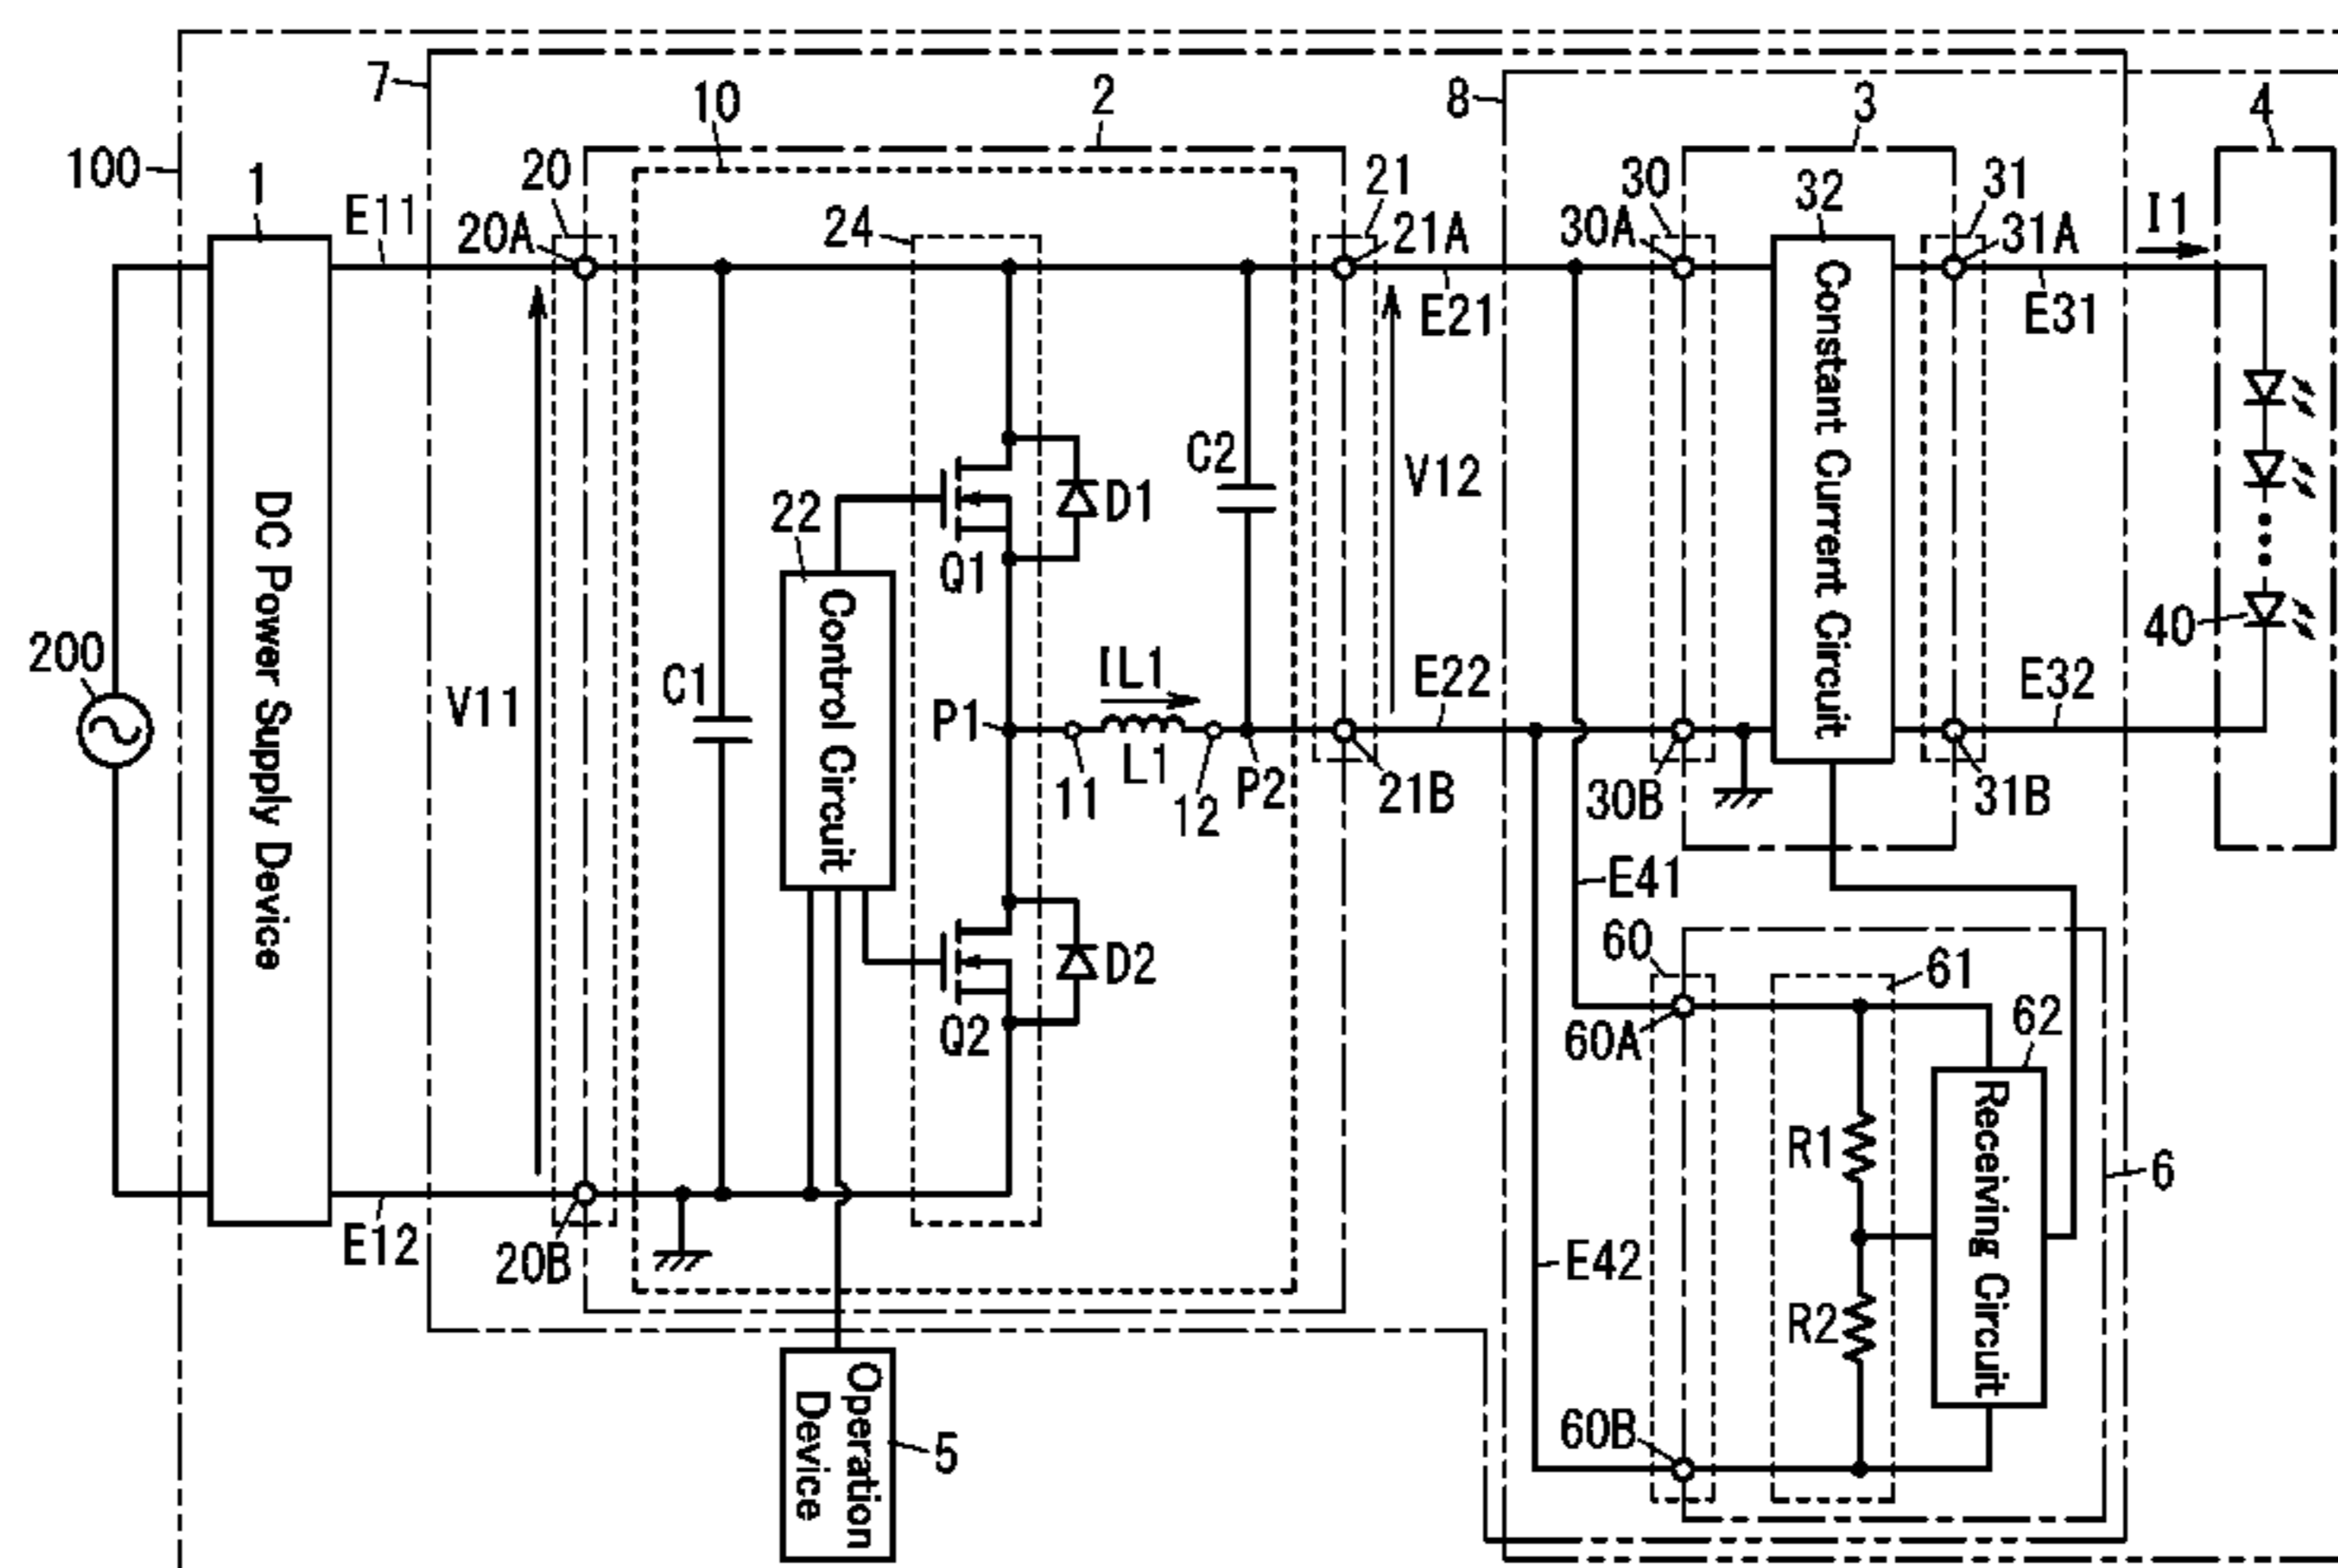 7
10
2
8
3
4
100
1
20
21
30
32
31
E11
20A
24
21A
30A
31A
I1
E21
E31
C2
V12
22
D1
Q1
Constant Current Circuit
40
200
DC Power Supply Device
V11
C1
Control Circuit
P1
IL1
L1
11
12
P2
E22
21B
30B
31B
E32
E41
D2
Q2
60
61
60A
62
R1
Receiving Circuit
6
E12
20B
E42
R2
Operation
Device
5
60B